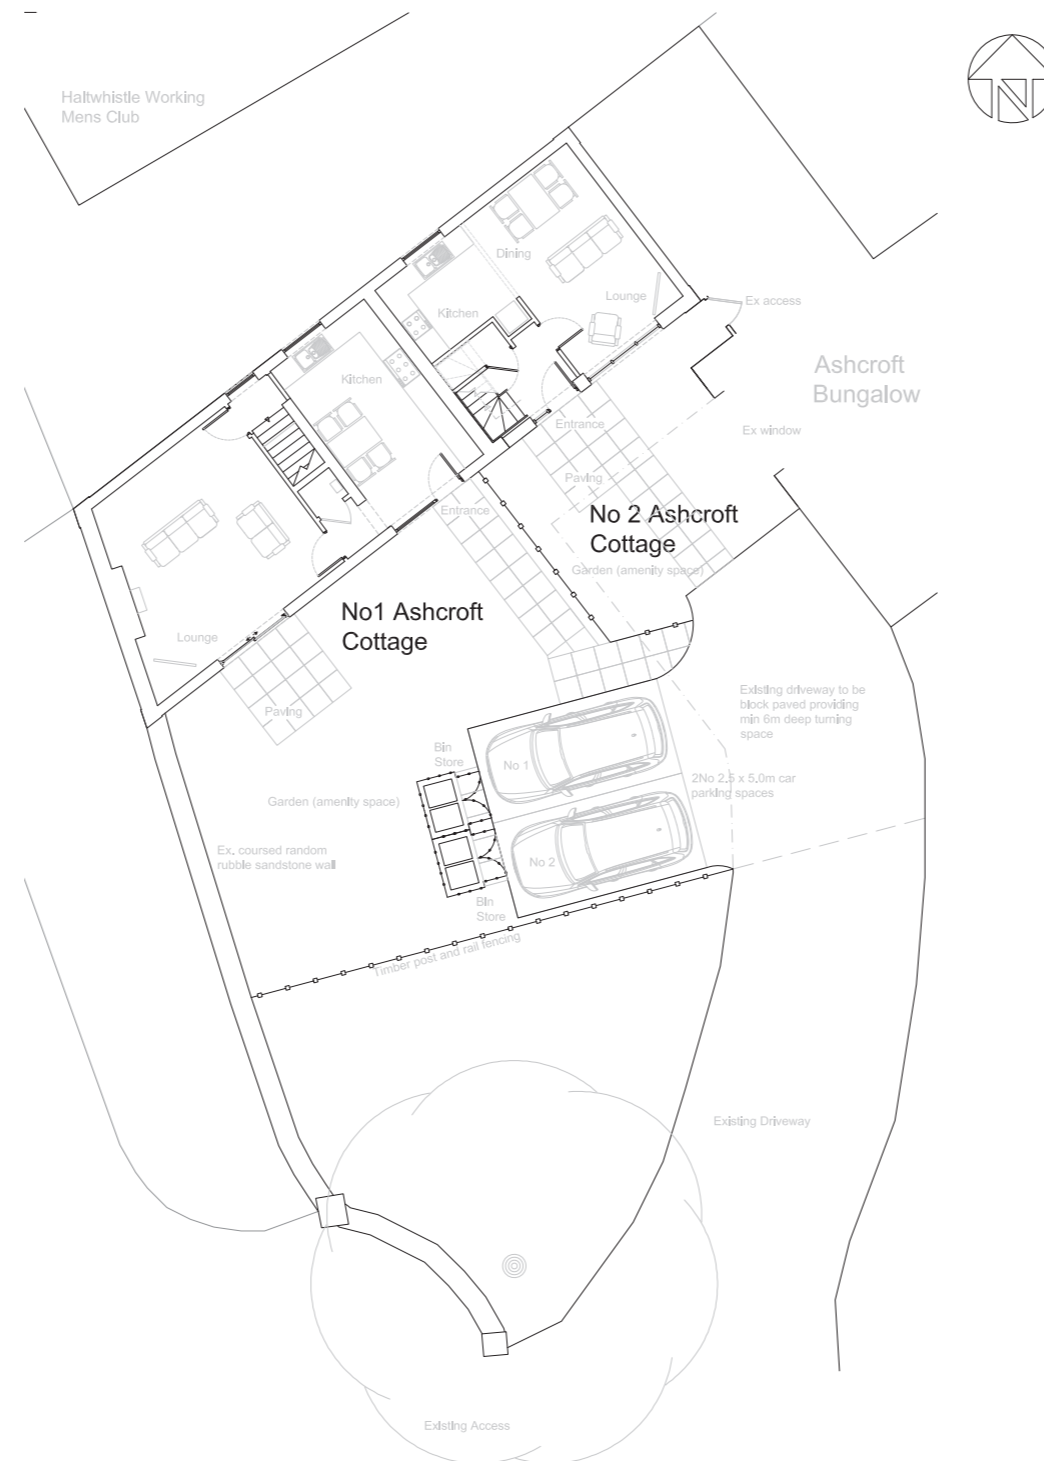 Haltwhistle Working
Mens Club
N
Dining
Kitchen
Lounge
Ex access
Ashcroft
Bungalow
Kitchen
Entrance
Ex window
Paving
Entrance
No 2 Ashcroft
Cottage
Garden (amenity space)
No1 Ashcroft
Cottage
Lounge
Paving
Existing driveway to be
block paved providing
min 6m deep turning
space
Bin
Store
No 1
2No 2.5 x 5.0m car
parking spaces
Garden (amenity space)
Ex. coursed random
rubble sandstone wall
No 2
Bin
Store
Timber post and rail fencing
Existing Driveway
Existing Access